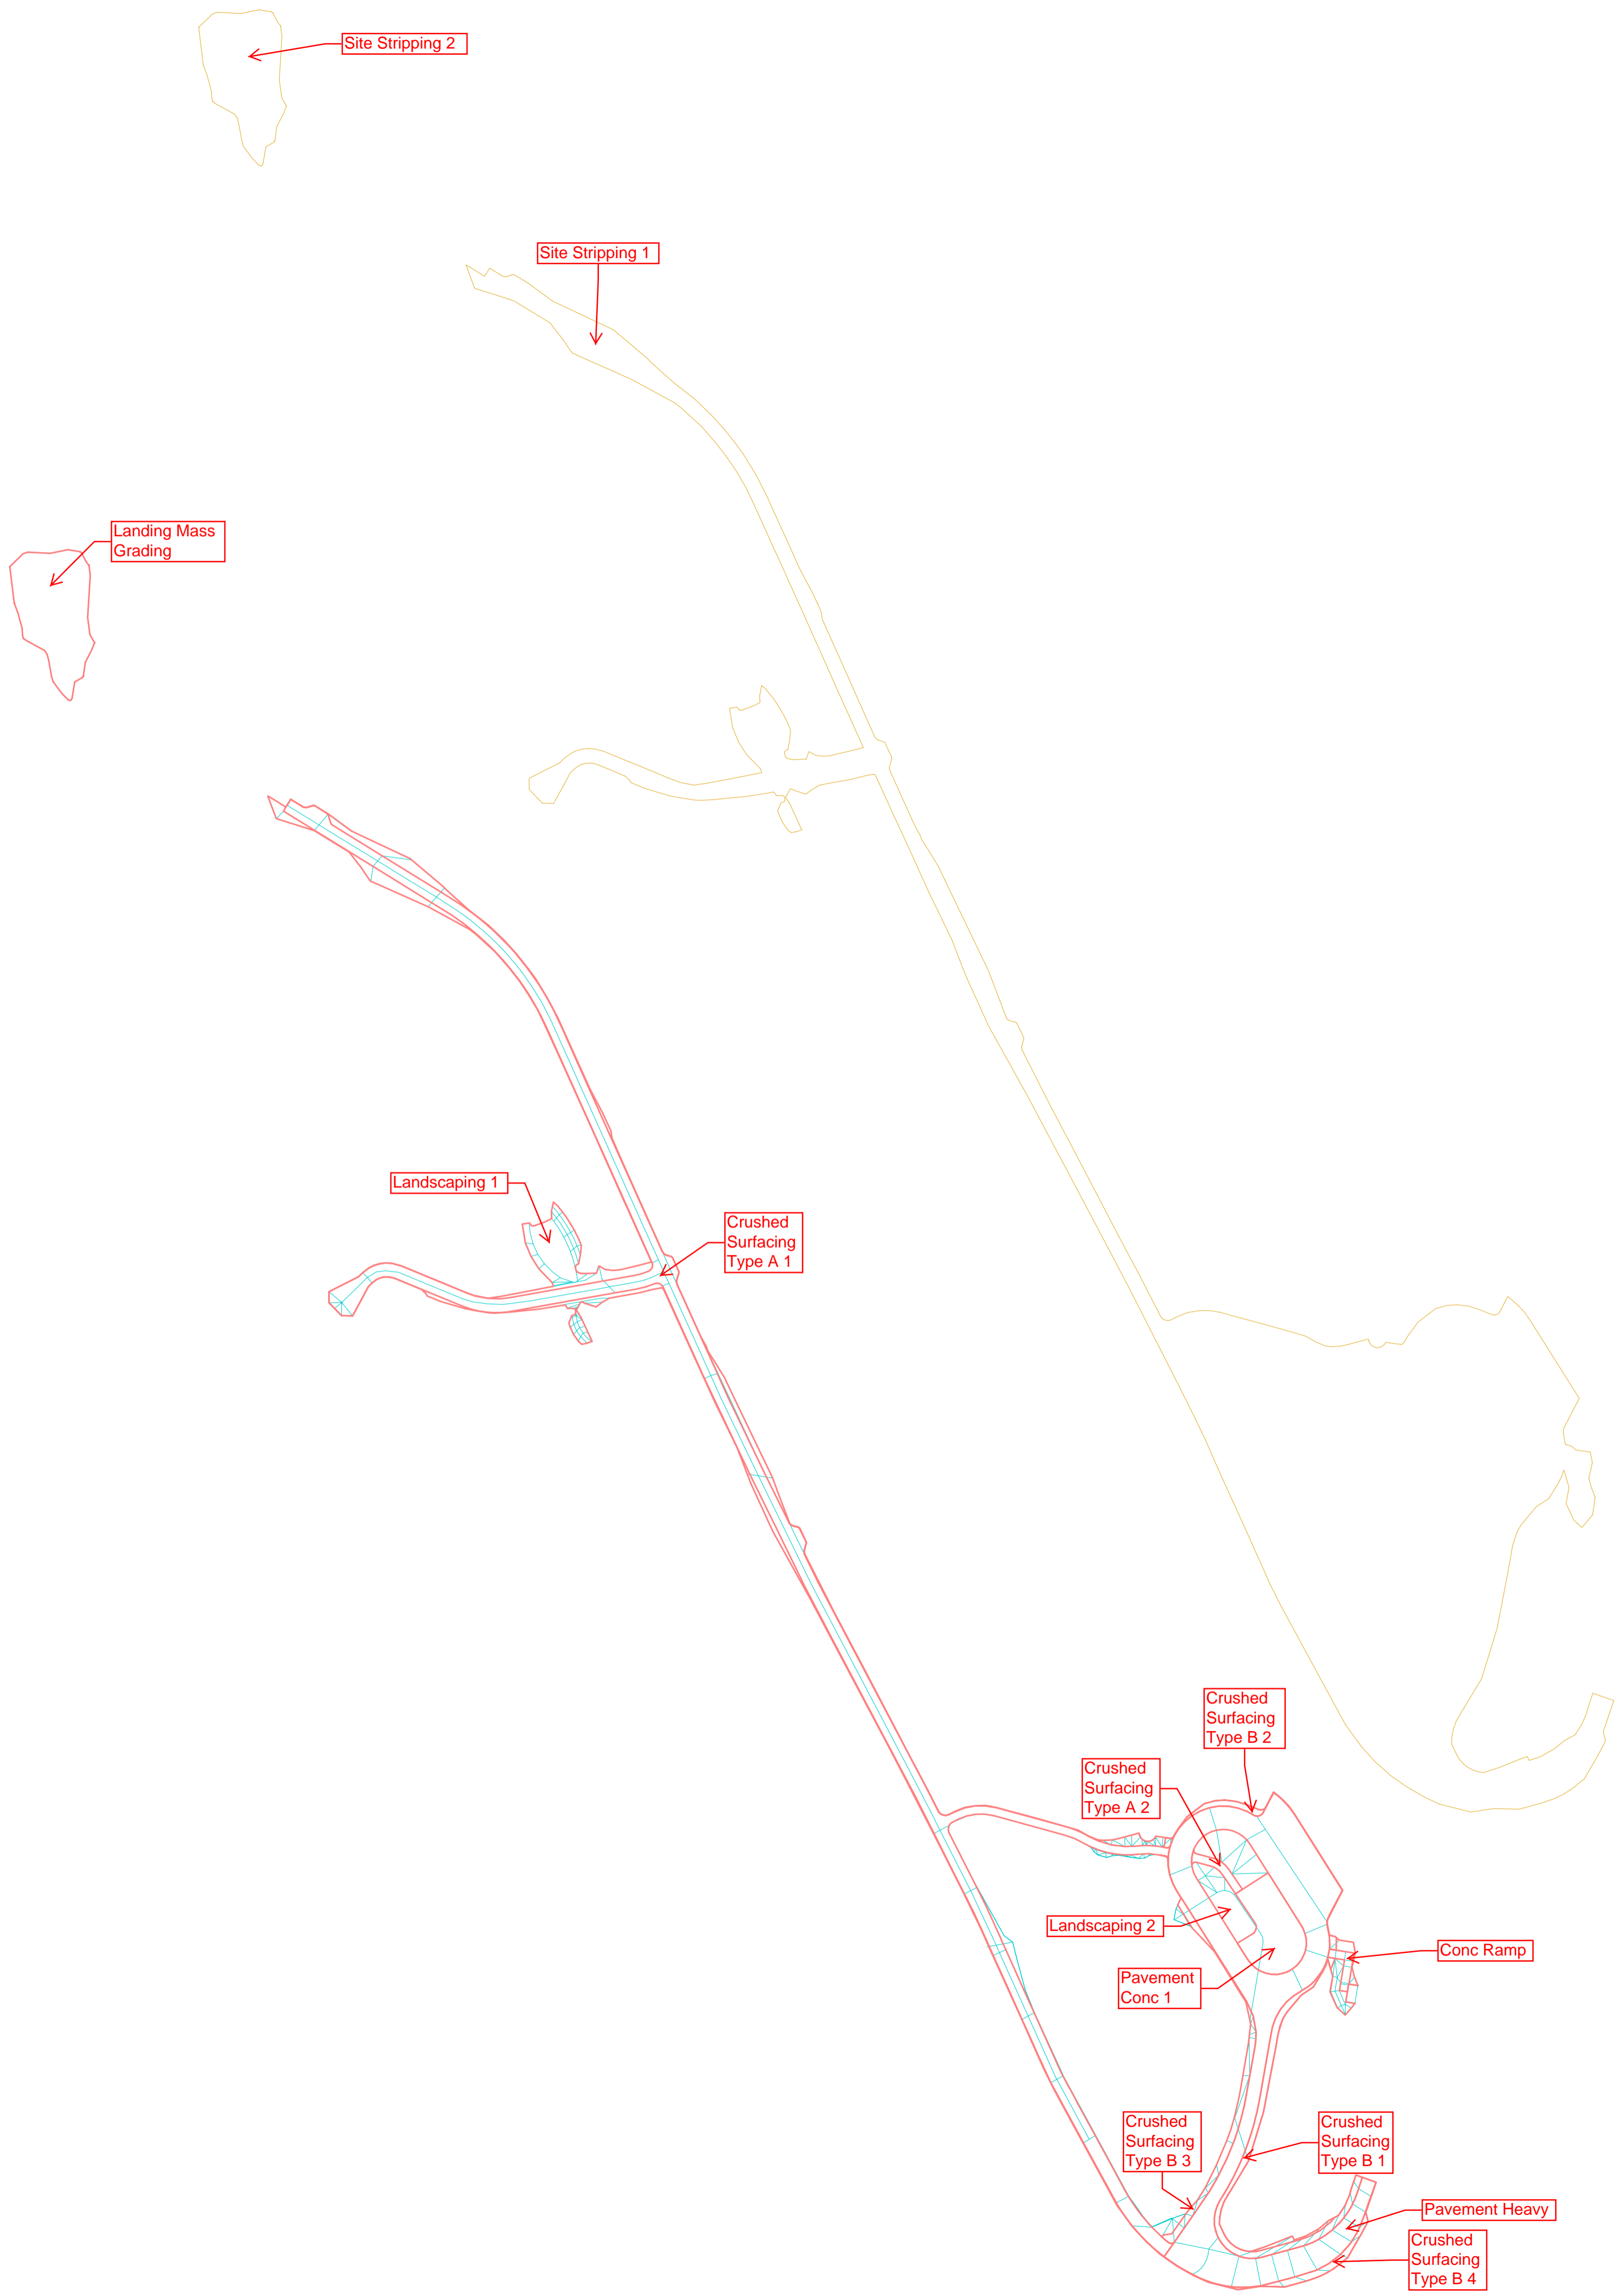 Site Stripping 2
Site Stripping 1
Landing Mass
Grading
Landscaping 1
Crushed
Surfacing
Type A 1
Crushed
Surfacing
Type B 2
Crushed
Surfacing
Type A 2
Landscaping 2
Conc Ramp
Pavement
Conc 1
Crushed
Surfacing
Type B 3
Crushed
Surfacing
Type B 1
Pavement Heavy
Crushed
Surfacing
Type B 4